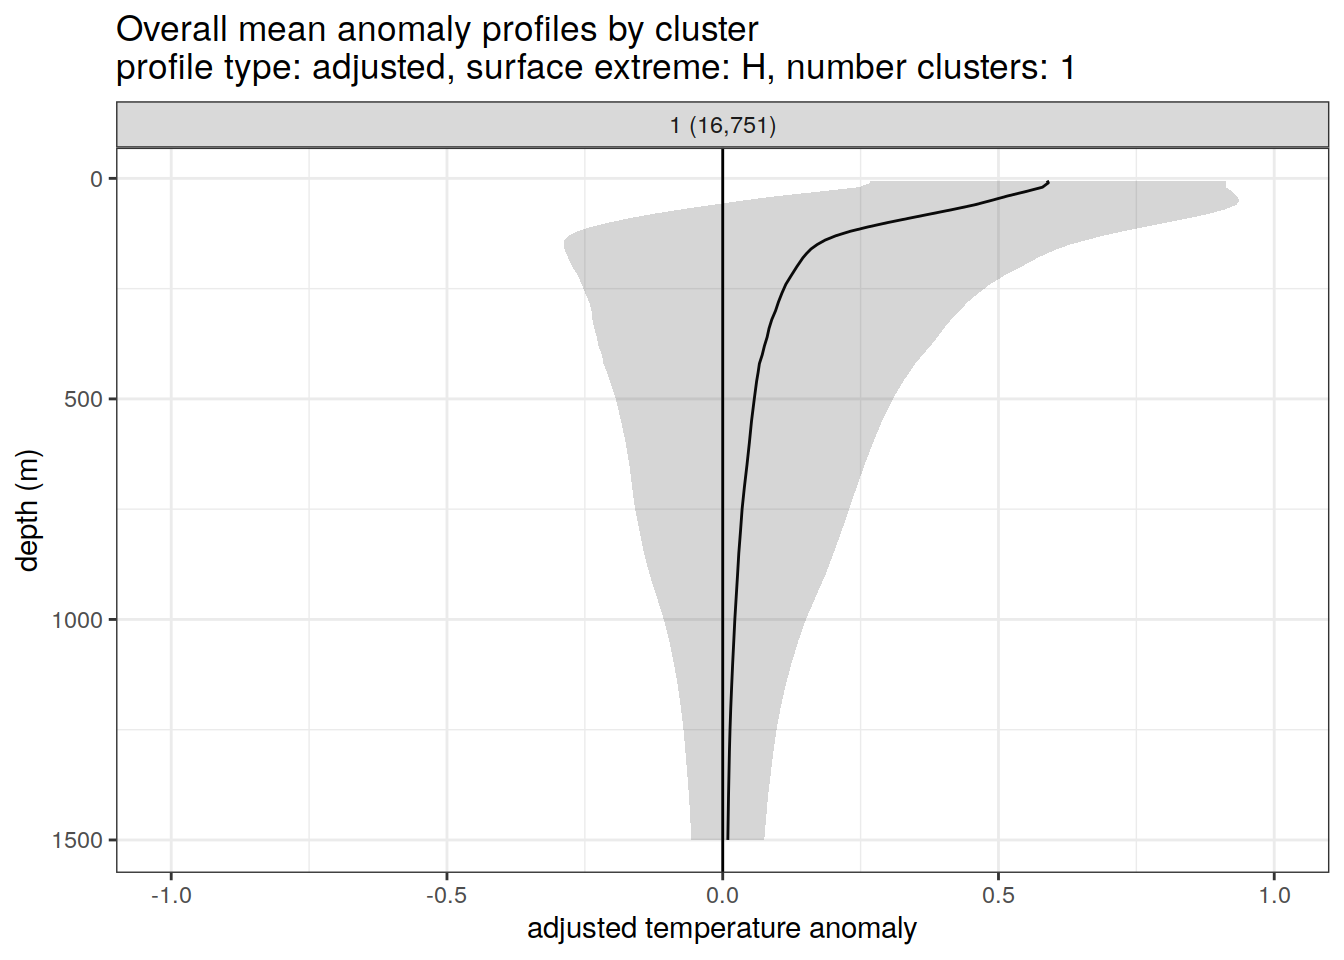 Overall mean anomaly profiles by cluster
profile type: adjusted, surface extreme: H, number clusters: 1
1 (16,751)
0
500
1000
1500
depth (m)
-1.0
-0.5
0.0
0.5
1.0
adjusted temperature anomaly